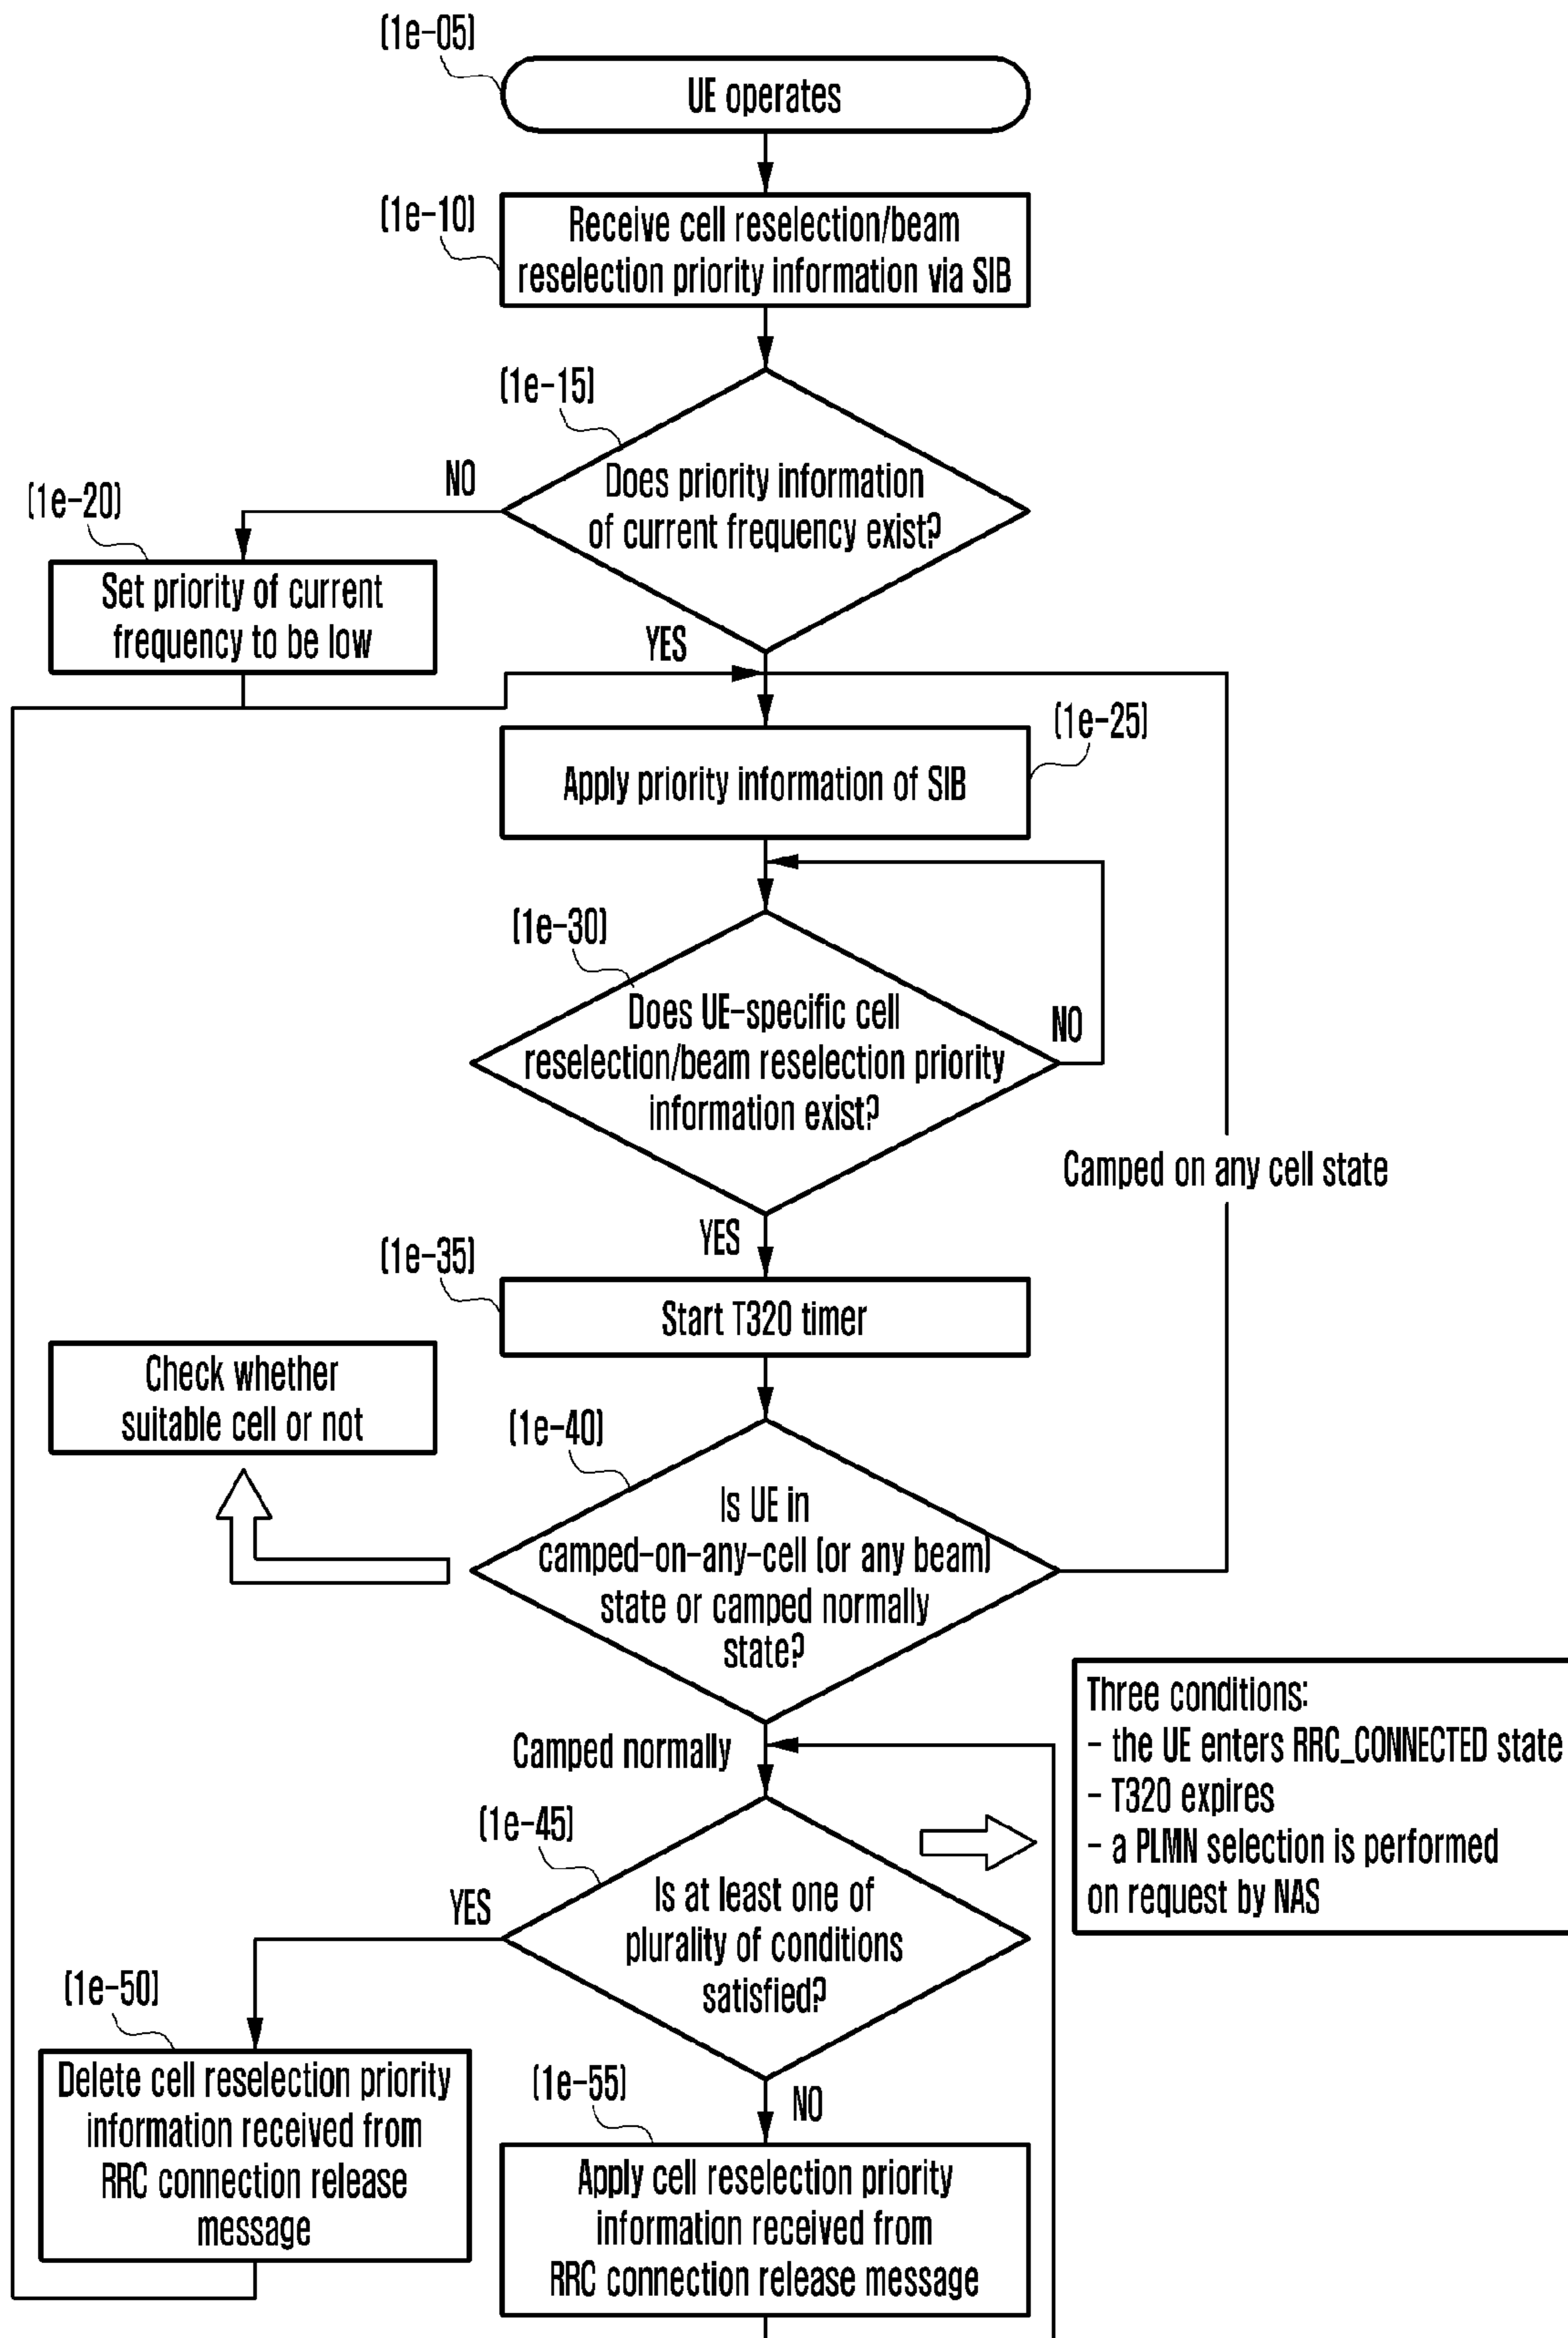 (1e-05)
UE operates
(1e-10)
Receive cell reselection/beam
reselection priority information via SIB
(1e-15)
Does priority information
of current frequency exist?
NO
YES
(1e-20)
Set priority of current
frequency to be low
(1e-25)
Apply priority information of SIB
(1e-30)
Does UE-specific cell
reselection/beam reselection priority
information exist?
NO
YES
Camped on any cell state
(1e-35)
Start T320 timer
Check whether
suitable cell or not
(1e-40)
Is UE in
camped-on-any-cell (or any beam)
state or camped normally
state?
Camped normally
Three conditions:
- the UE enters RRC_CONNECTED state
- T320 expires
- a PLMN selection is performed
on request by NAS
(1e-45)
Is at least one of
plurality of conditions
satisfied?
YES
NO
(1e-50)
Delete cell reselection priority
information received from
RRC connection release
message
(1e-55)
Apply cell reselection priority
information received from
RRC connection release message